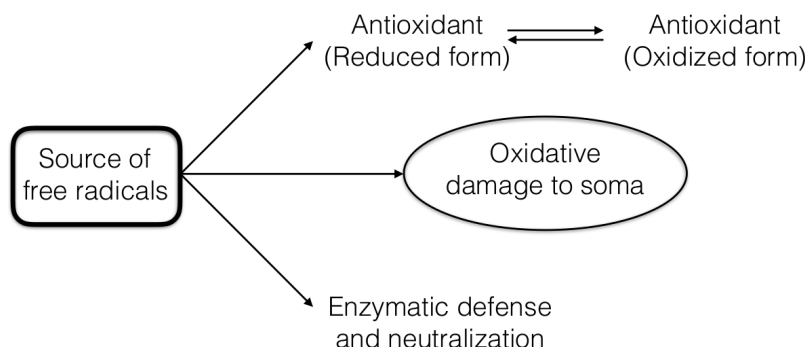 Antioxidant
(Reduced form)
Antioxidant
(Oxidized form)
Source of
free radicals
Oxidative
damage to soma
Enzymatic defense
and neutralization